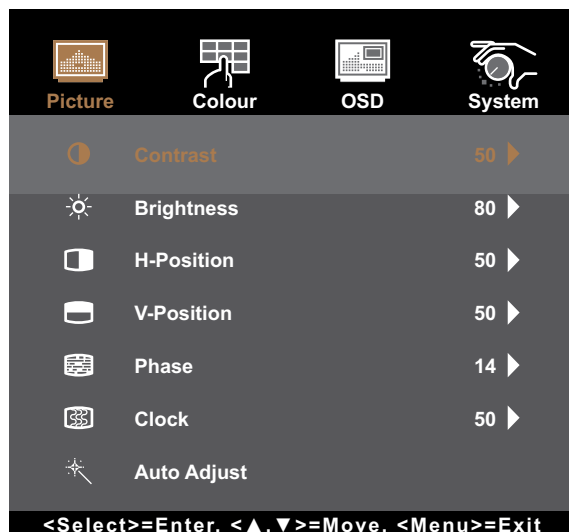 Picture Colour OSD System
Contrast 50
Brightness 80
H-Position 50
V-Position 50
Phase 14
Clock 50
Auto Adjust
<Select>=Enter, <▲,▼>=Move, <Menu>=Exit